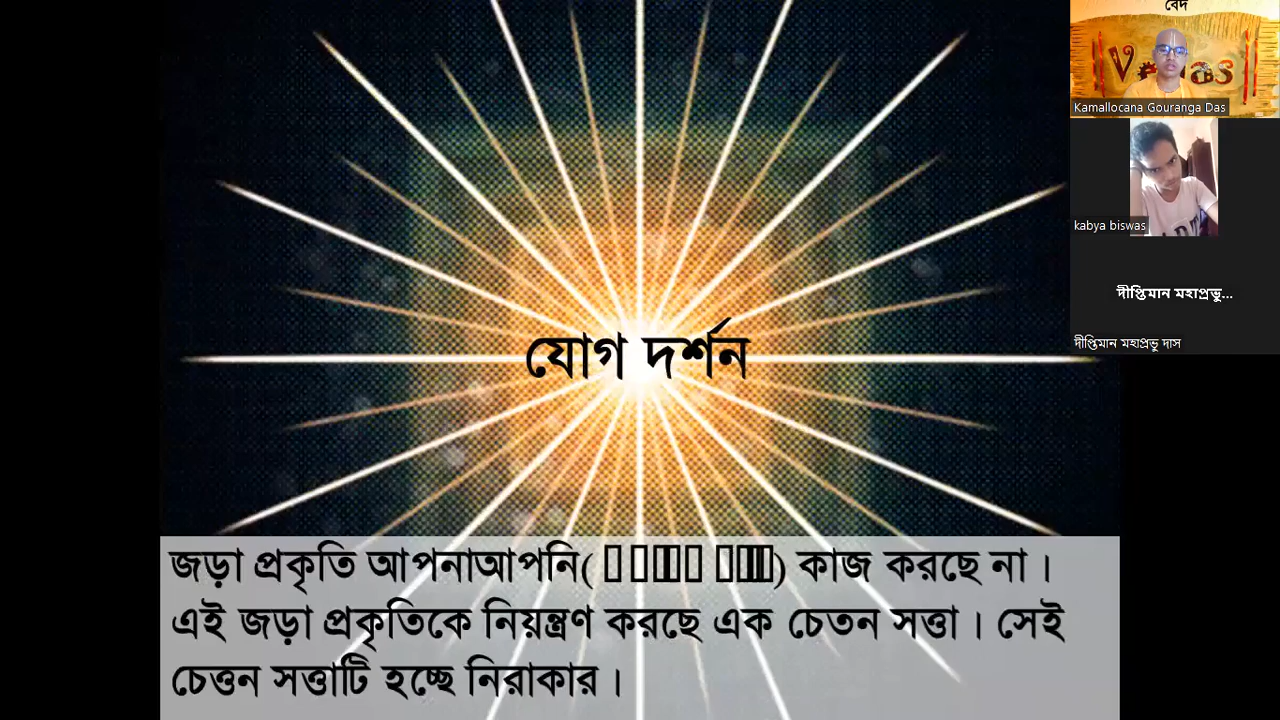 যোগ দর্শন
জড়া প্রকৃতি আপনাআপনি( ) কাজ করছে না।
এই জড়া প্রকৃতিকে নিয়ন্ত্রণ করছে এক চেতন সত্তা। সেই
চেত্তন সত্তাটি হচ্ছে নিরাকার।
বেদ
Vedas
Kamallocana Gouranga Das
kabya biswas
দীপ্তিমান মহাপ্রভু...
দীপ্তিমান মহাপ্রভু দাস